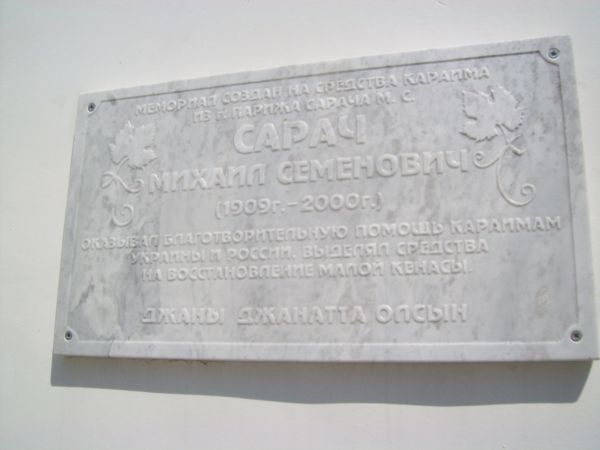 МЕМОРИАЛ СОЗДАН НА СРЕДСТВА КАРАИМА
ИЗ Г. ПАРИЖА САРАЧА М. С.
САРАЧ
МИХАИЛ СЕМЕНОВИЧ
(1909г.-2000г.)
ОКАЗЫВАЛ БЛАГОТВОРИТЕЛЬНУЮ ПОМОЩЬ КАРАИМАМ
УКРАИНЫ И РОССИИ. ВЫДЕЛЯЛ СРЕДСТВА
НА ВОССТАНОВЛЕНИЕ МАЛОЙ КЕНАСЫ.
ДЖАНЫ ДЖАНАТТА ОЛСЫН